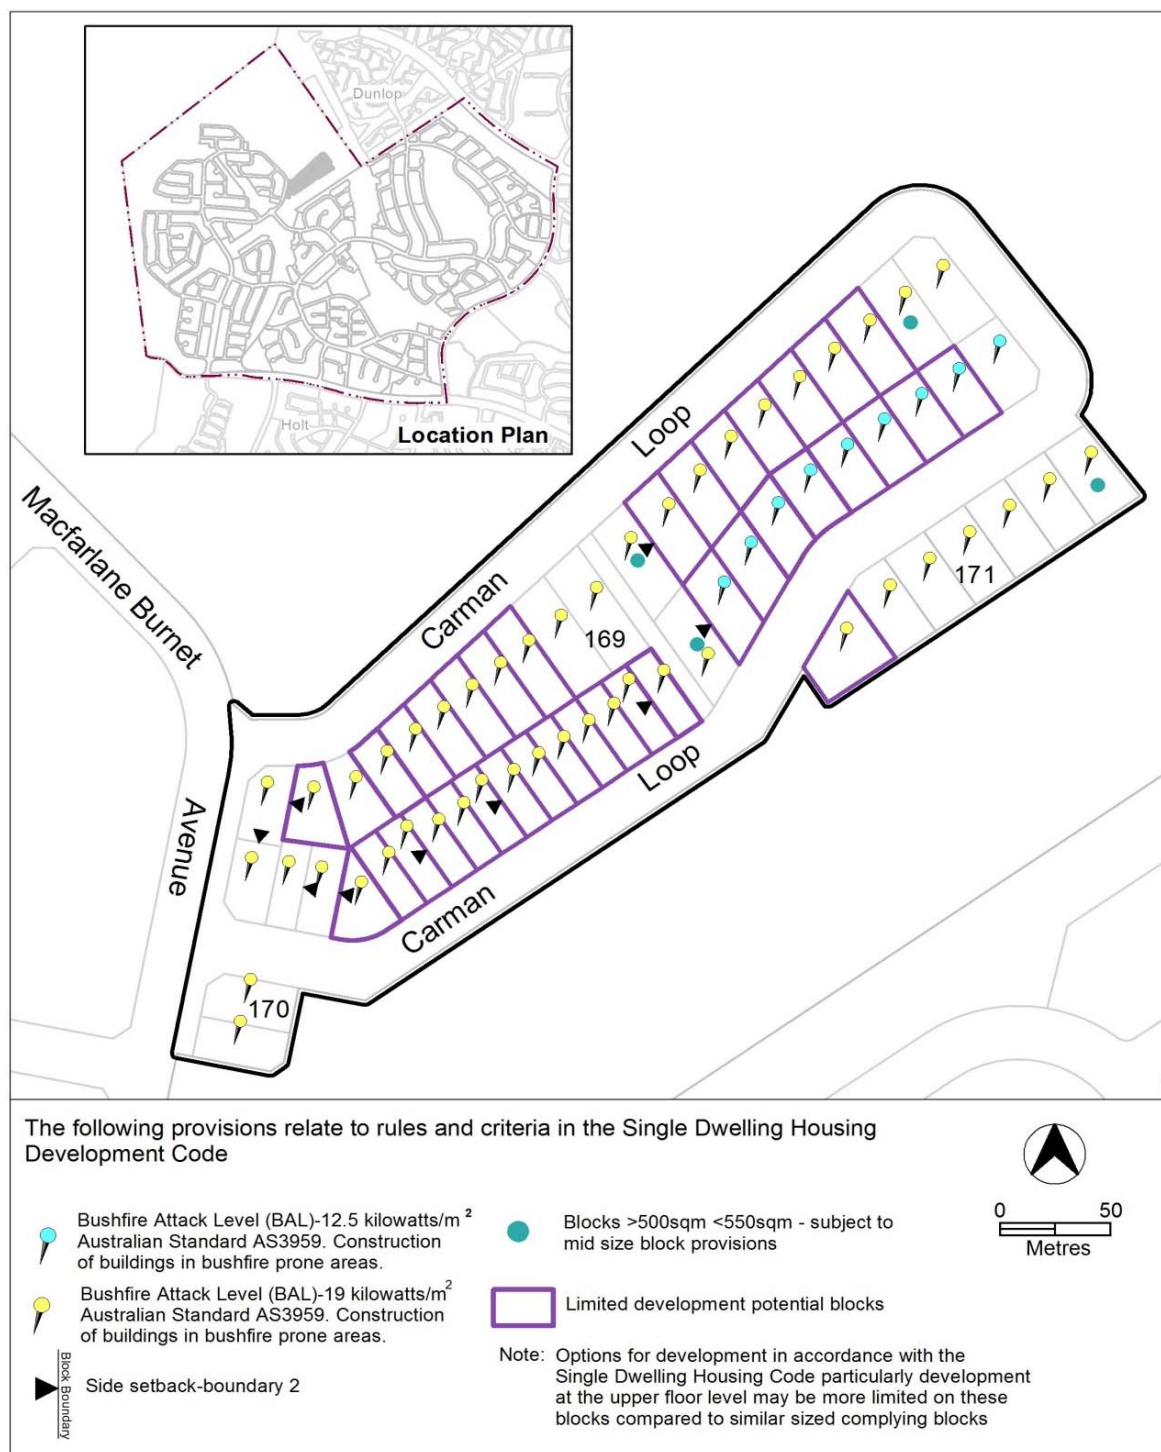 Dunlop
Holt
Location Plan
Macfarlane Burnet
Avenue
Carman
Loop
169
171
Carman
Loop
170
The following provisions relate to rules and criteria in the Single Dwelling Housing
Development Code
Bushfire Attack Level (BAL)-12.5 kilowatts/m²
Australian Standard AS3959. Construction
of buildings in bushfire prone areas.
Bushfire Attack Level (BAL)-19 kilowatts/m²
Australian Standard AS3959. Construction
of buildings in bushfire prone areas.
Block Boundary
Side setback-boundary 2
Blocks >500sqm <550sqm - subject to
mid size block provisions
Limited development potential blocks
Note: Options for development in accordance with the
Single Dwelling Housing Code particularly development
at the upper floor level may be more limited on these
blocks compared to similar sized complying blocks
0 50
Metres